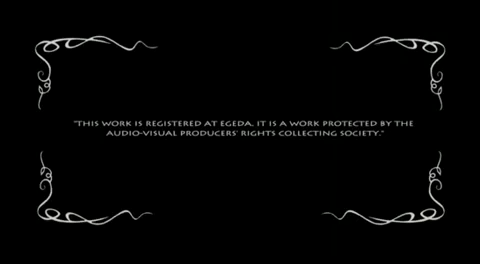 "THIS WORK IS REGISTERED AT EGEDA. IT IS A WORK PROTECTED BY THE
AUDIO-VISUAL PRODUCERS' RIGHTS COLLECTING SOCIETY."